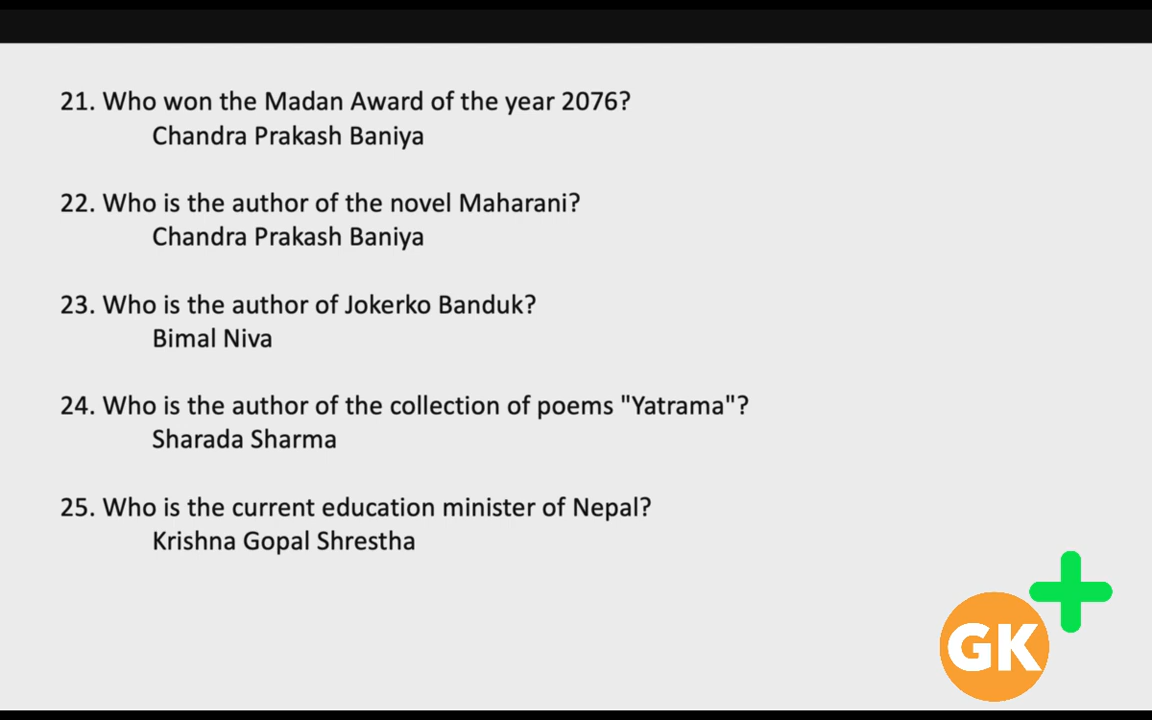 21. Who won the Madan Award of the year 2076?
Chandra Prakash Baniya
22. Who is the author of the novel Maharani?
Chandra Prakash Baniya
23. Who is the author of Jokerko Banduk?
Bimal Niva
24. Who is the author of the collection of poems "Yatrama"?
Sharada Sharma
25. Who is the current education minister of Nepal?
Krishna Gopal Shrestha
GK+